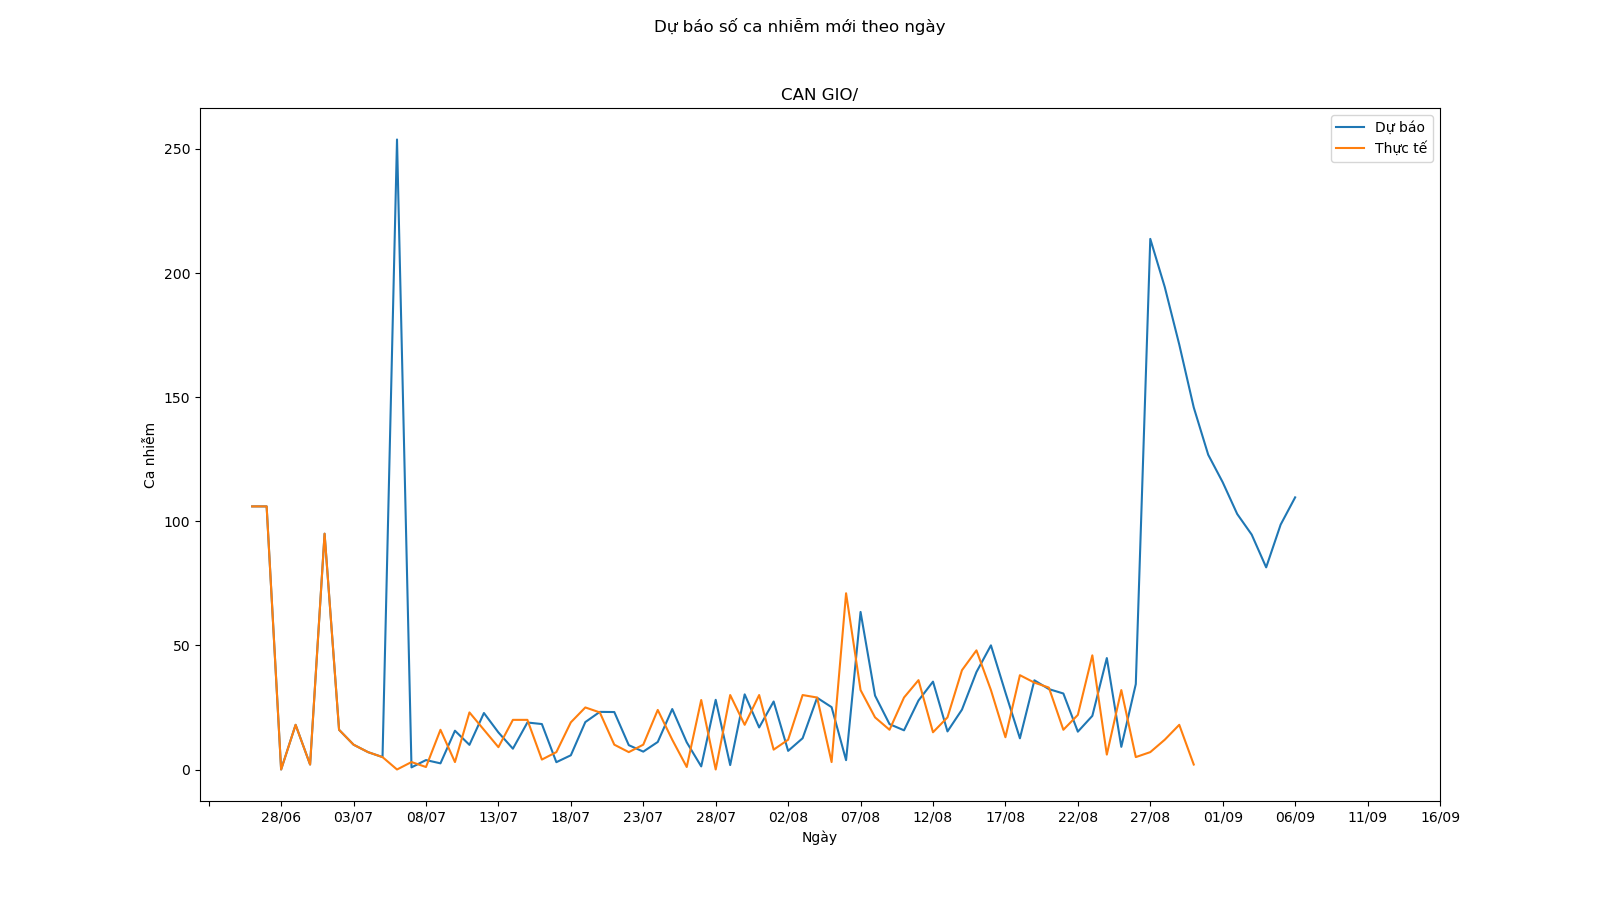 Dự báo số ca nhiễm mới theo ngày
CAN GIO/
Dự báo
Thực tế
250
200
150
100
50
0
Ca nhiễm
28/06 03/07 08/07 13/07 18/07 23/07 28/07 02/08 07/08 12/08 17/08 22/08 27/08 01/09 06/09 11/09 16/09
Ngày